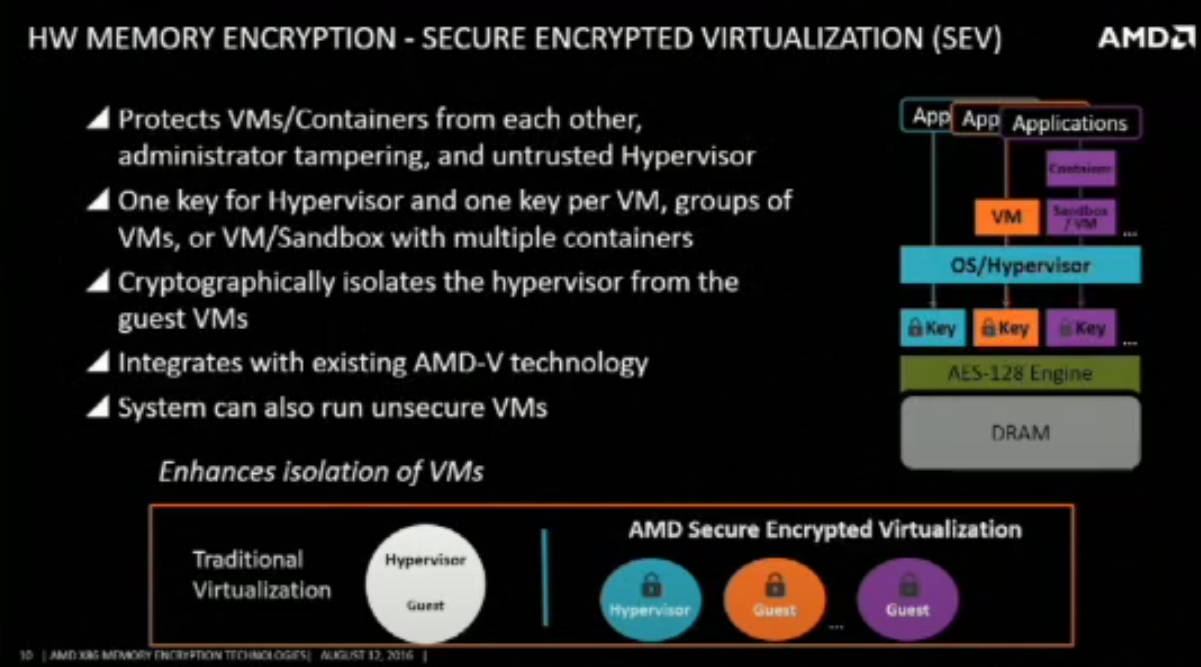 HW MEMORY ENCRYPTION - SECURE ENCRYPTED VIRTUALIZATION (SEV)
AMD
Protects VMs/Containers from each other,
administrator tampering, and untrusted Hypervisor
One key for Hypervisor and one key per VM, groups of
VMs, or VM/Sandbox with multiple containers
Cryptographically isolates the hypervisor from the
guest VMs
Integrates with existing AMD-V technology
System can also run unsecure VMs
Enhances isolation of VMs
App
App
Applications
Container
VM
Sandbox
/ VM
...
OS/Hypervisor
Key
Key
Key
...
AES-128 Engine
DRAM
Traditional
Virtualization
Hypervisor
Guest
AMD Secure Encrypted Virtualization
Hypervisor
Guest
...
Guest
10 | AMD X86 MEMORY ENCRYPTION TECHNOLOGIES | AUGUST 12, 2016 |